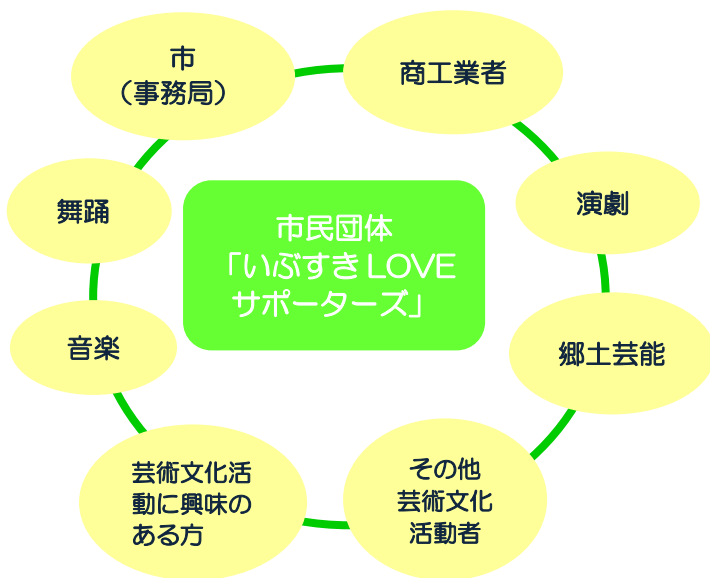 市
（事務局）
商工業者
舞踊
演劇
市民団体
「いぶすきLOVE
サポーターズ」
音楽
郷土芸能
芸術文化活
動に興味の
ある方
その他
芸術文化
活動者